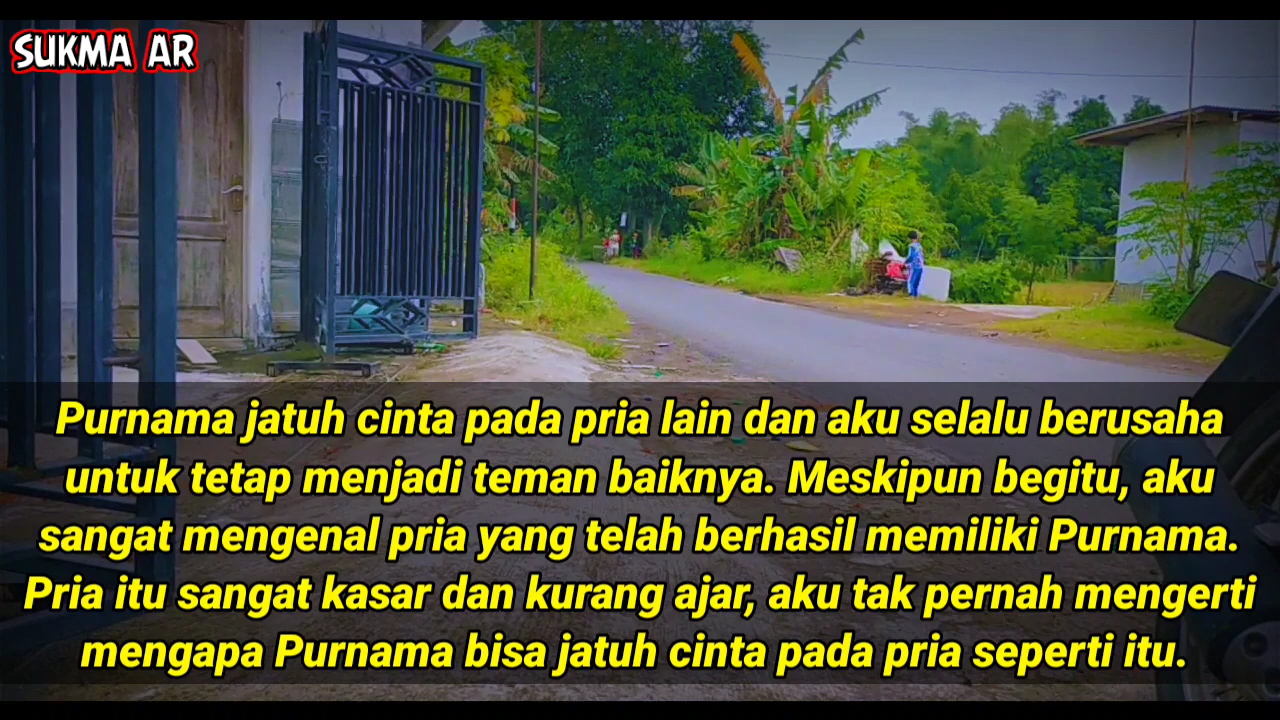 SUKMA AR
Purnama jatuh cinta pada pria lain dan aku selalu berusaha
untuk tetap menjadi teman baiknya. Meskipun begitu, aku
sangat mengenal pria yang telah berhasil memiliki Purnama.
Pria itu sangat kasar dan kurang ajar, aku tak pernah mengerti
mengapa Purnama bisa jatuh cinta pada pria seperti itu.